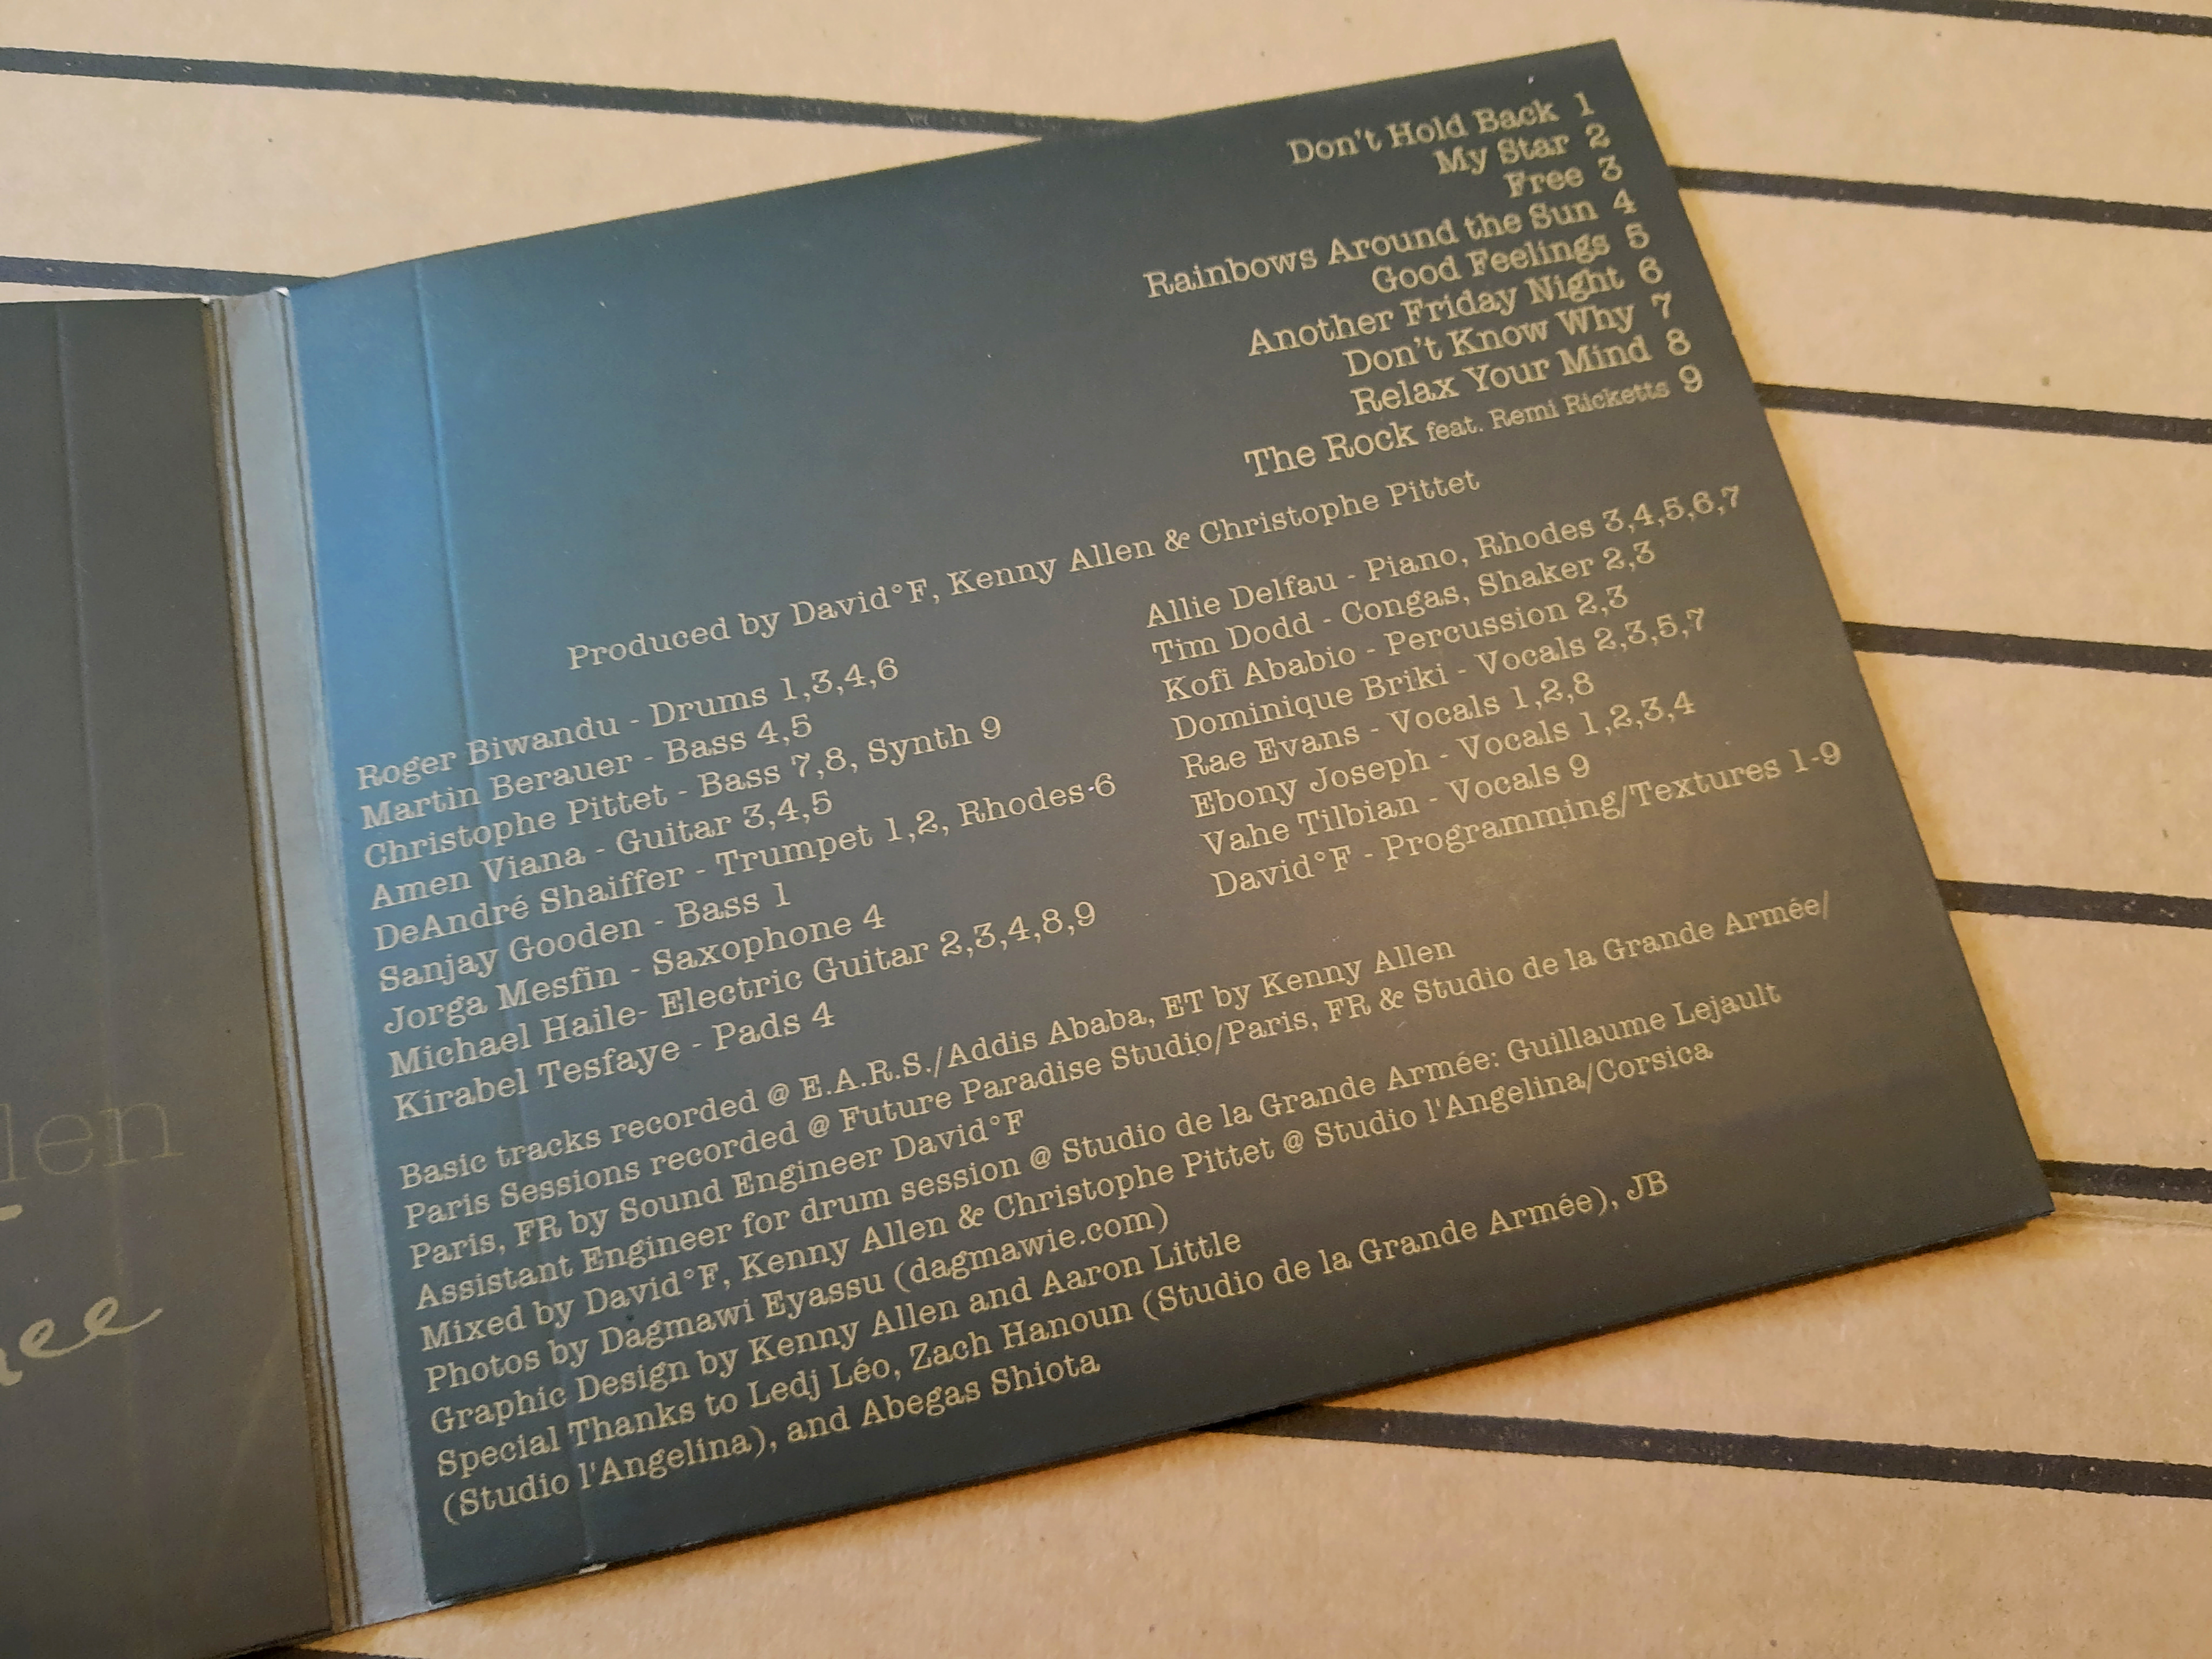 Don't Hold Back 1
My Star 2
Free 3
Rainbows Around the Sun 4
Good Feelings 5
Another Friday Night 6
Don't Know Why 7
Relax Your Mind 8
The Rock feat. Remi Ricketts 9
Produced by David°F, Kenny Allen & Christophe Pittet
Roger Biwandu - Drums 1,3,4,6
Martin Berauer - Bass 4,5
Christophe Pittet - Bass 7,8, Synth 9
Amen Viana - Guitar 3,4,5
DeAndré Shaiffer - Trumpet 1,2, Rhodes-6
Sanjay Gooden - Bass 1
Jorga Mesfin - Saxophone 4
Michael Haile- Electric Guitar 2,3,4,8,9
Kirabel Tesfaye - Pads 4
Allie Delfau - Piano, Rhodes 3,4,5,6,7
Tim Dodd - Congas, Shaker 2,3
Kofi Ababio - Percussion 2,3
Dominique Briki - Vocals 2,3,5,7
Rae Evans - Vocals 1,2,8
Ebony Joseph - Vocals 1,2,3,4
Vahe Tilbian - Vocals 9
David°F - Programming/Textures 1-9
Basic tracks recorded @ E.A.R.S./Addis Ababa, ET by Kenny Allen
Paris Sessions recorded @ Future Paradise Studio/Paris, FR & Studio de la Grande Armée/
Paris, FR by Sound Engineer David°F
Assistant Engineer for drum session @ Studio de la Grande Armée: Guillaume Lejault
Mixed by David°F, Kenny Allen & Christophe Pittet @ Studio l'Angelina/Corsica
Photos by Dagmawi Eyassu (dagmawie.com)
Graphic Design by Kenny Allen and Aaron Little
Special Thanks to Ledj Léo, Zach Hanoun (Studio de la Grande Armée), JB
(Studio l'Angelina), and Abegas Shiota